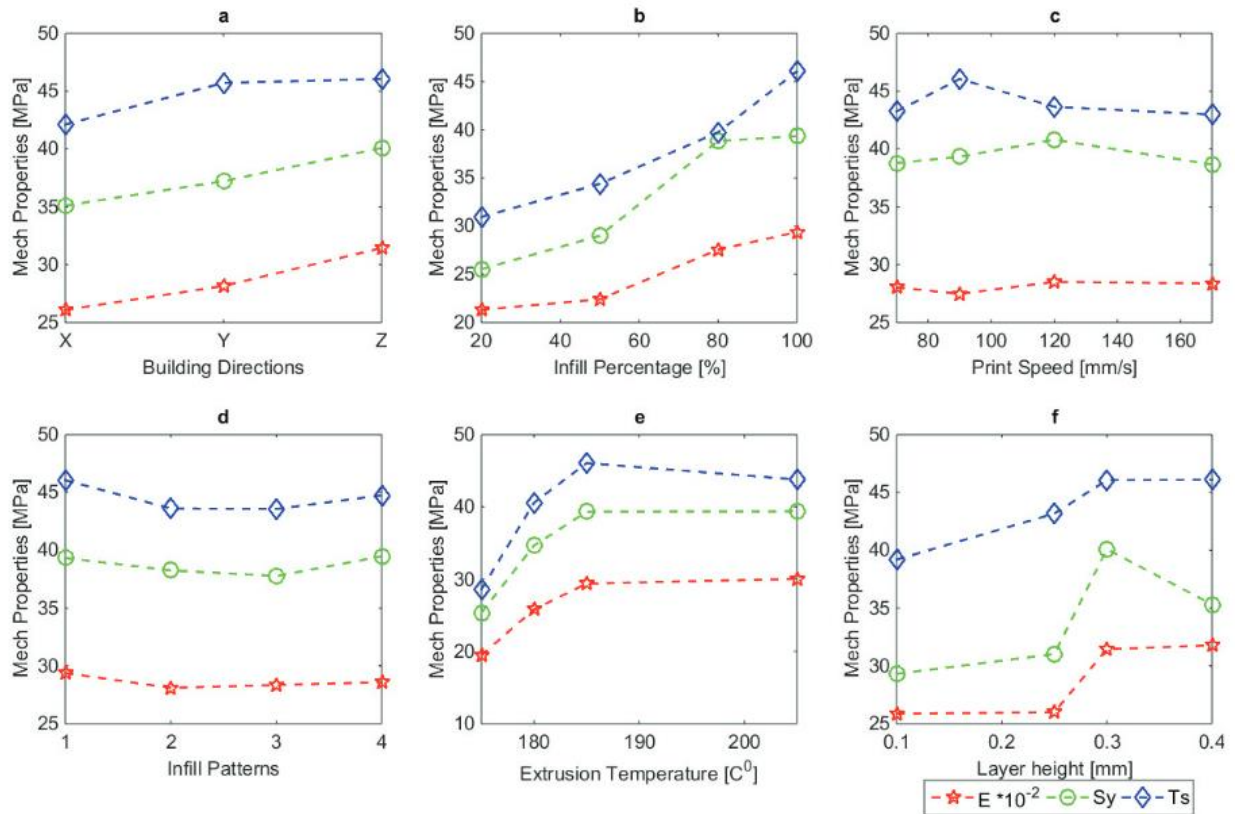 a
50
45
40
35
30
25
Mech Properties [MPa]
X Y Z
Building Directions
b
50
45
40
35
30
25
20
Mech Properties [MPa]
20 40 60 80 100
Infill Percentage [%]
c
50
45
40
35
30
25
Mech Properties [MPa]
80 100 120 140 160
Print Speed [mm/s]
d
50
45
40
35
30
25
Mech Properties [MPa]
1 2 3 4
Infill Patterns
e
50
40
30
20
10
Mech Properties [MPa]
180 190 200
Extrusion Temperature [C⁰]
f
50
45
40
35
30
25
Mech Properties [MPa]
0.1 0.2 0.3 0.4
Layer height [mm]
E *10⁻² Sy Ts